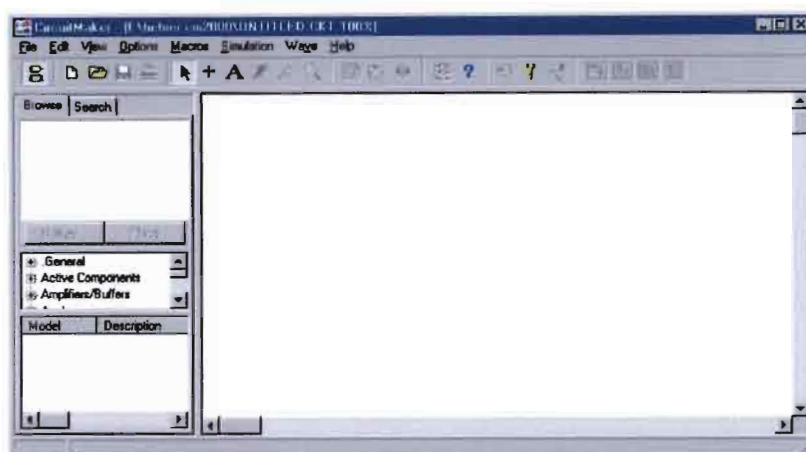 CircuitMaker
File Edit View Options Macros Simulation Wave Help
Browse Search
.General
Active Components
Amplifiers/Buffers
Model Description